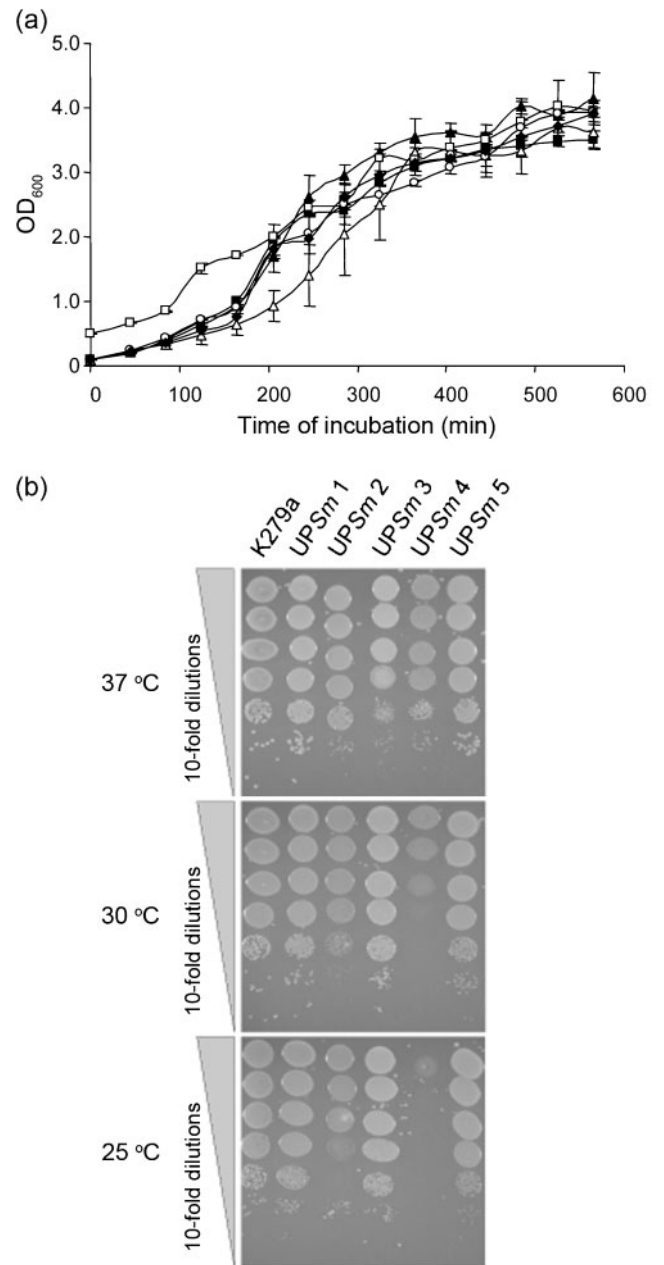 (a)
5.0
4.0
3.0
2.0
1.0
0
OD600
0 100 200 300 400 500 600
Time of incubation (min)
(b)
K279a
UPSm 1
UPSm 2
UPSm 3
UPSm 4
UPSm 5
37 °C
10-fold dilutions
30 °C
10-fold dilutions
25 °C
10-fold dilutions